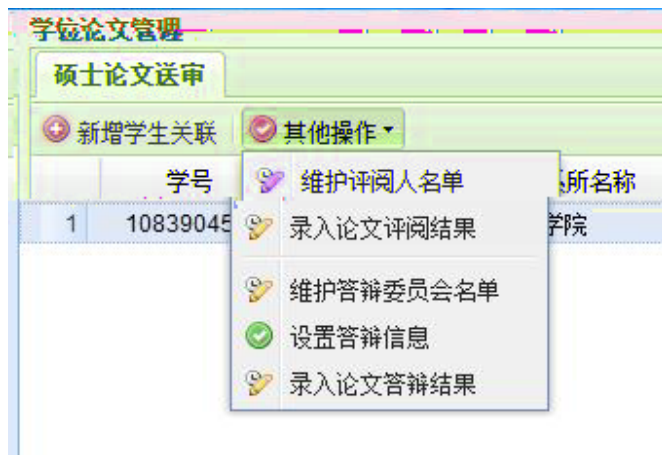 学位论文管理
硕士论文送审
新增学生关联 其他操作
学号 所名称
1 10839045 学院
维护评阅人名单
录入论文评阅结果
维护答辩委员会名单
设置答辩信息
录入论文答辩结果